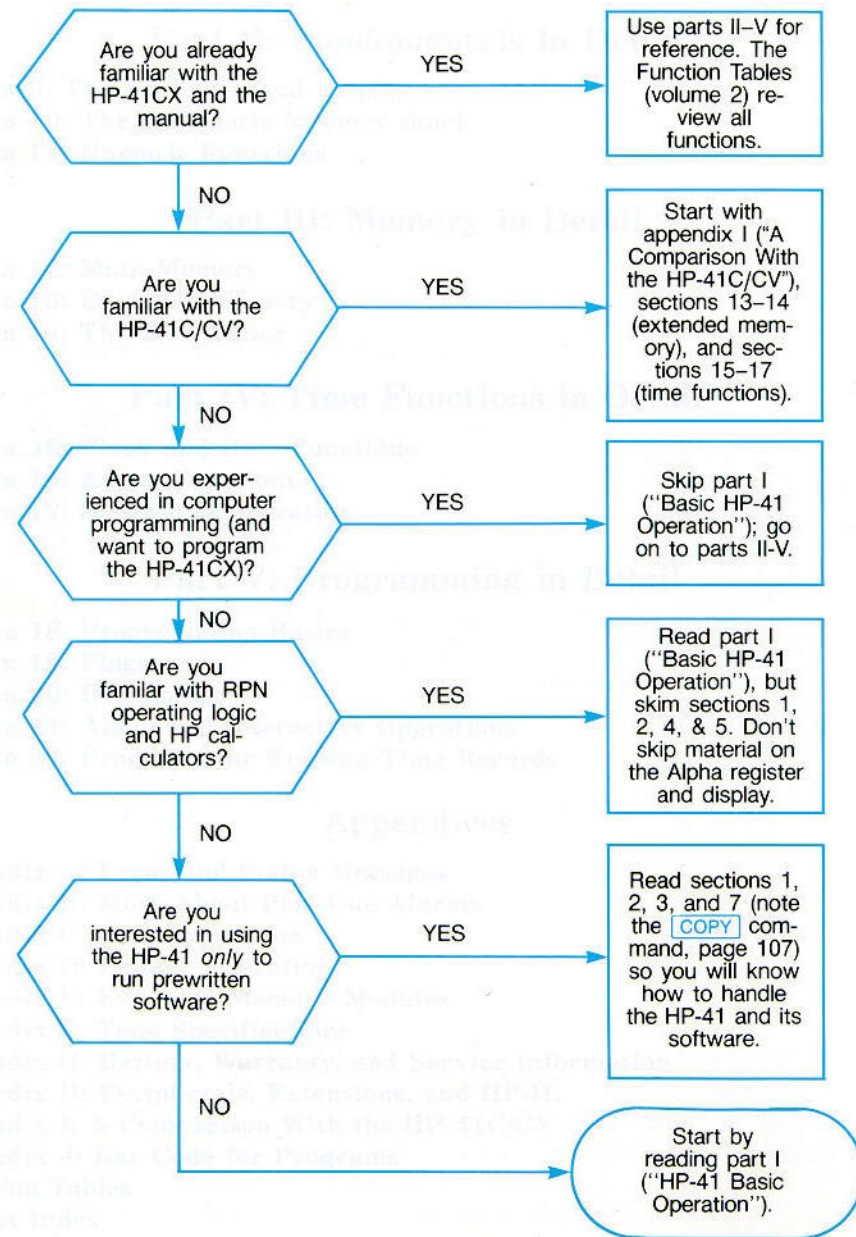 Are you already
familiar with the
HP-41CX and the
manual?
YES
Use parts II–V for
reference. The
Function Tables
(volume 2) re-
view all
functions.
NO
Are you
familiar with the
HP-41C/CV?
YES
Start with
appendix I (“A
Comparison With
the HP-41C/CV”),
sections 13–14
(extended mem-
ory), and sec-
tions 15–17
(time functions).
NO
Are you exper-
ienced in computer
programming (and
want to program
the HP-41CX)?
YES
Skip part I
(“Basic HP-41
Operation”); go
on to parts II-V.
NO
Are you
familiar with RPN
operating logic
and HP cal-
culators?
YES
Read part I
(“Basic HP-41
Operation”), but
skim sections 1,
2, 4, & 5. Don’t
skip material on
the Alpha register
and display.
NO
Are you
interested in using
the HP-41 only to
run prewritten
software?
YES
Read sections 1,
2, 3, and 7 (note
the COPY com-
mand, page 107)
so you will know
how to handle
the HP-41 and its
software.
NO
Start by
reading part I
(“HP-41 Basic
Operation”).
Part III: Memory in Detail
Main Memory
Part IV: Time Functions in Detail
Programming in Detail
Appendices